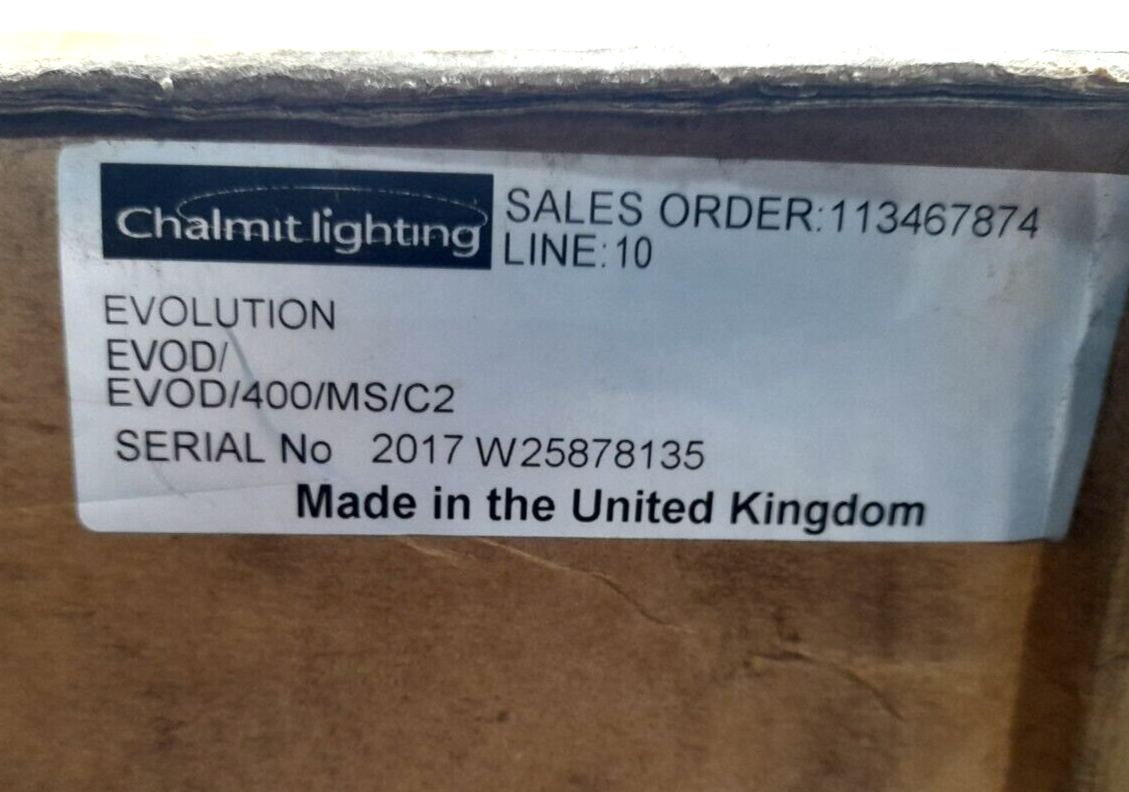 Chalmit lighting
SALES ORDER:113467874
LINE:10
EVOLUTION
EVOD/
EVOD/400/MS/C2
SERIAL No 2017 W25878135
Made in the United Kingdom